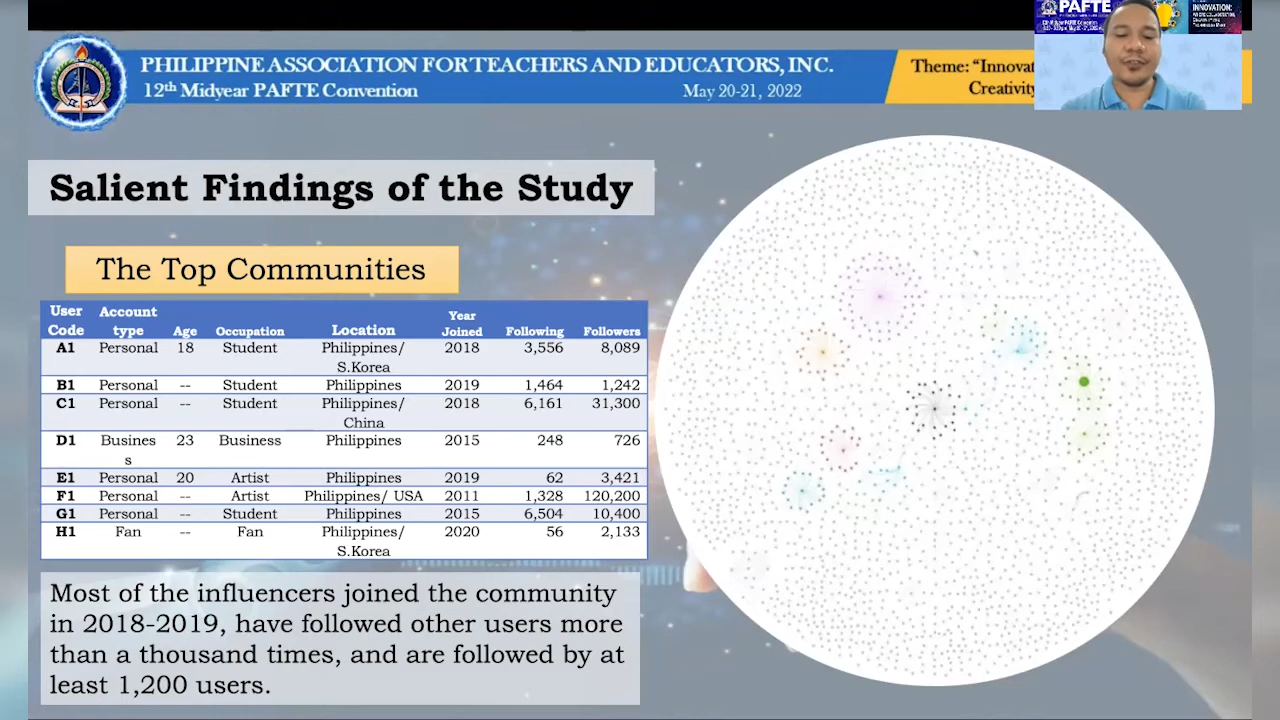 PAFTE
INNOVATION:
PHILIPPINE ASSOCIATION FOR TEACHERS AND EDUCATORS, INC.
12th Midyear PAFTE Convention
May 20-21, 2022
Theme: "Innovat
Creativity
Salient Findings of the Study
The Top Communities
User Code Account type Age Occupation Location Year Joined Following Followers
A1 Personal 18 Student Philippines/ 2018 3,556 8,089
S.Korea
B1 Personal -- Student Philippines 2019 1,464 1,242
C1 Personal -- Student Philippines/ 2018 6,161 31,300
China
D1 Busines 23 Business Philippines 2015 248 726
s
E1 Personal 20 Artist Philippines 2019 62 3,421
F1 Personal -- Artist Philippines/ USA 2011 1,328 120,200
G1 Personal -- Student Philippines 2015 6,504 10,400
H1 Fan -- Fan Philippines/ 2020 56 2,133
S.Korea
Most of the influencers joined the community
in 2018-2019, have followed other users more
than a thousand times, and are followed by at
least 1,200 users.